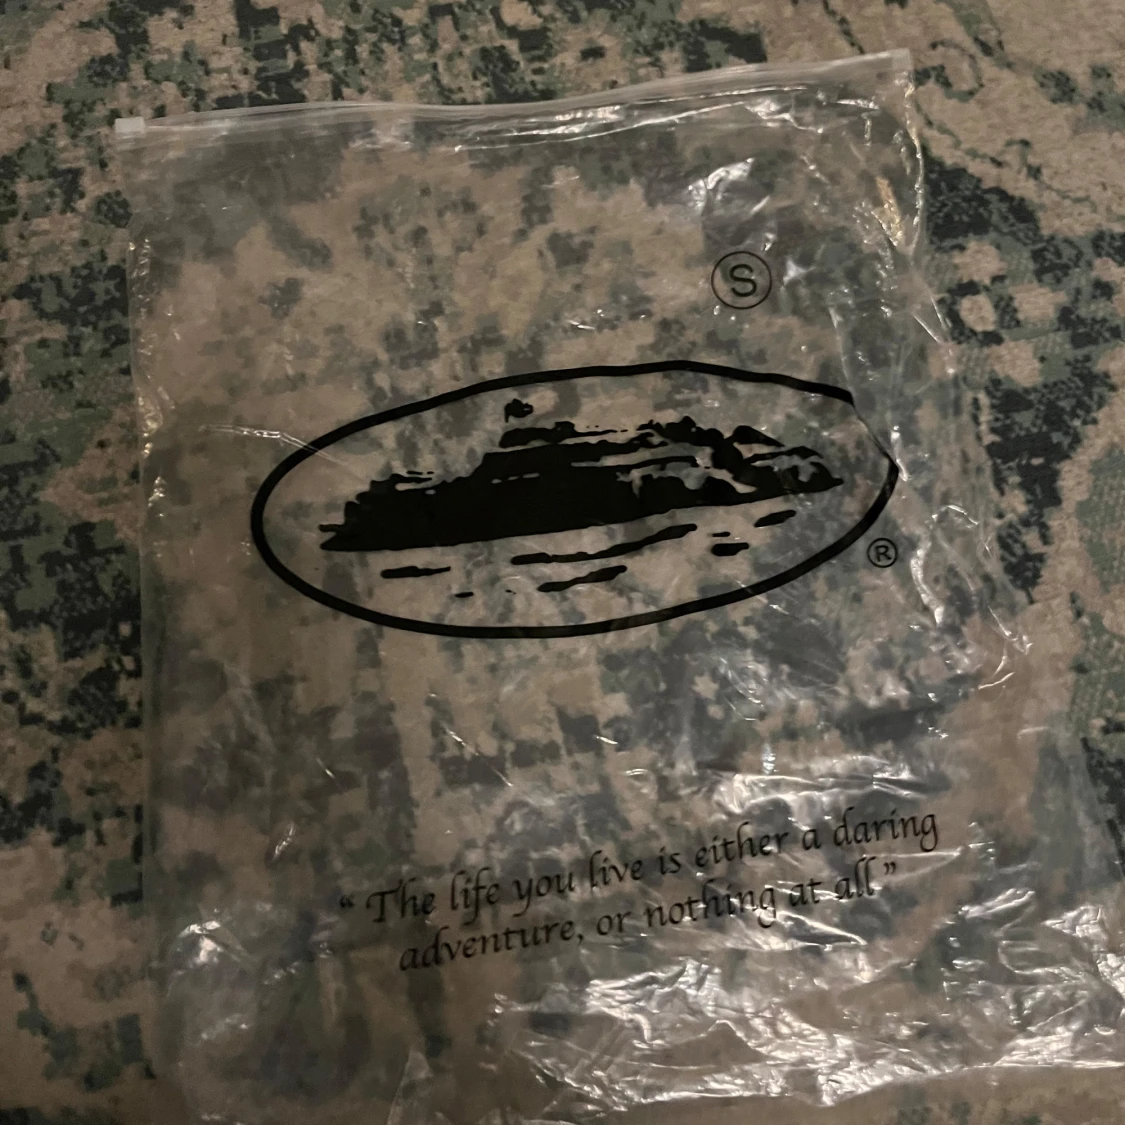 S
®
“The life you live is either a daring
adventure, or nothing at all”